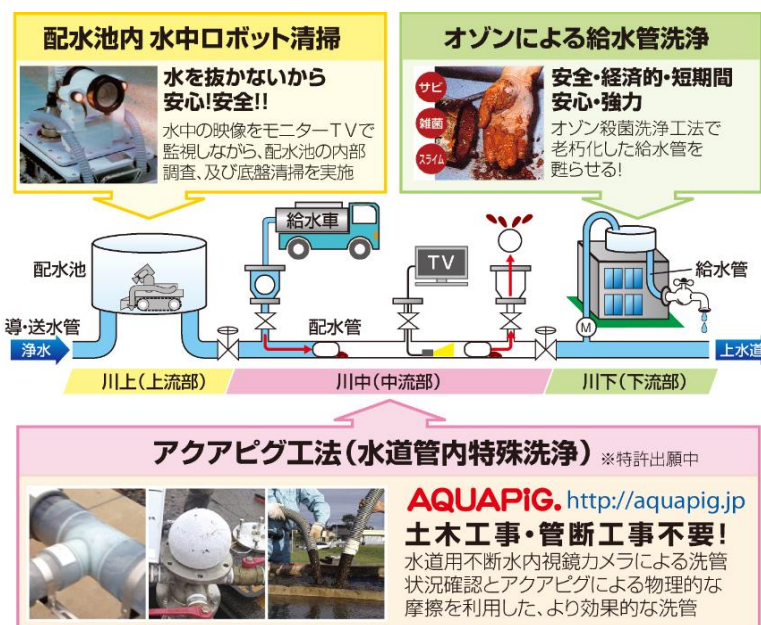 配水池内 水中ロボット清掃
水を抜かないから
安心!安全!!
水中の映像をモニターTVで
監視しながら、配水池の内部
調査、及び底盤清掃を実施
オゾンによる給水管洗浄
サビ
雑菌
スライム
安全・経済的・短期間
安心・強力
オゾン殺菌洗浄工法で
老朽化した給水管を
甦らせる!
配水池
給水車
TV
給水管
導・送水管
浄水
配水管
M
上水道
川上(上流部)
川中(中流部)
川下(下流部)
アクアピグ工法(水道管内特殊洗浄) ※特許出願中
AQUAPiG. http://aquapig.jp
土木工事・管断工事不要!
水道用不断水内視鏡カメラによる洗管
状況確認とアクアピグによる物理的な
摩擦を利用した、より効果的な洗管